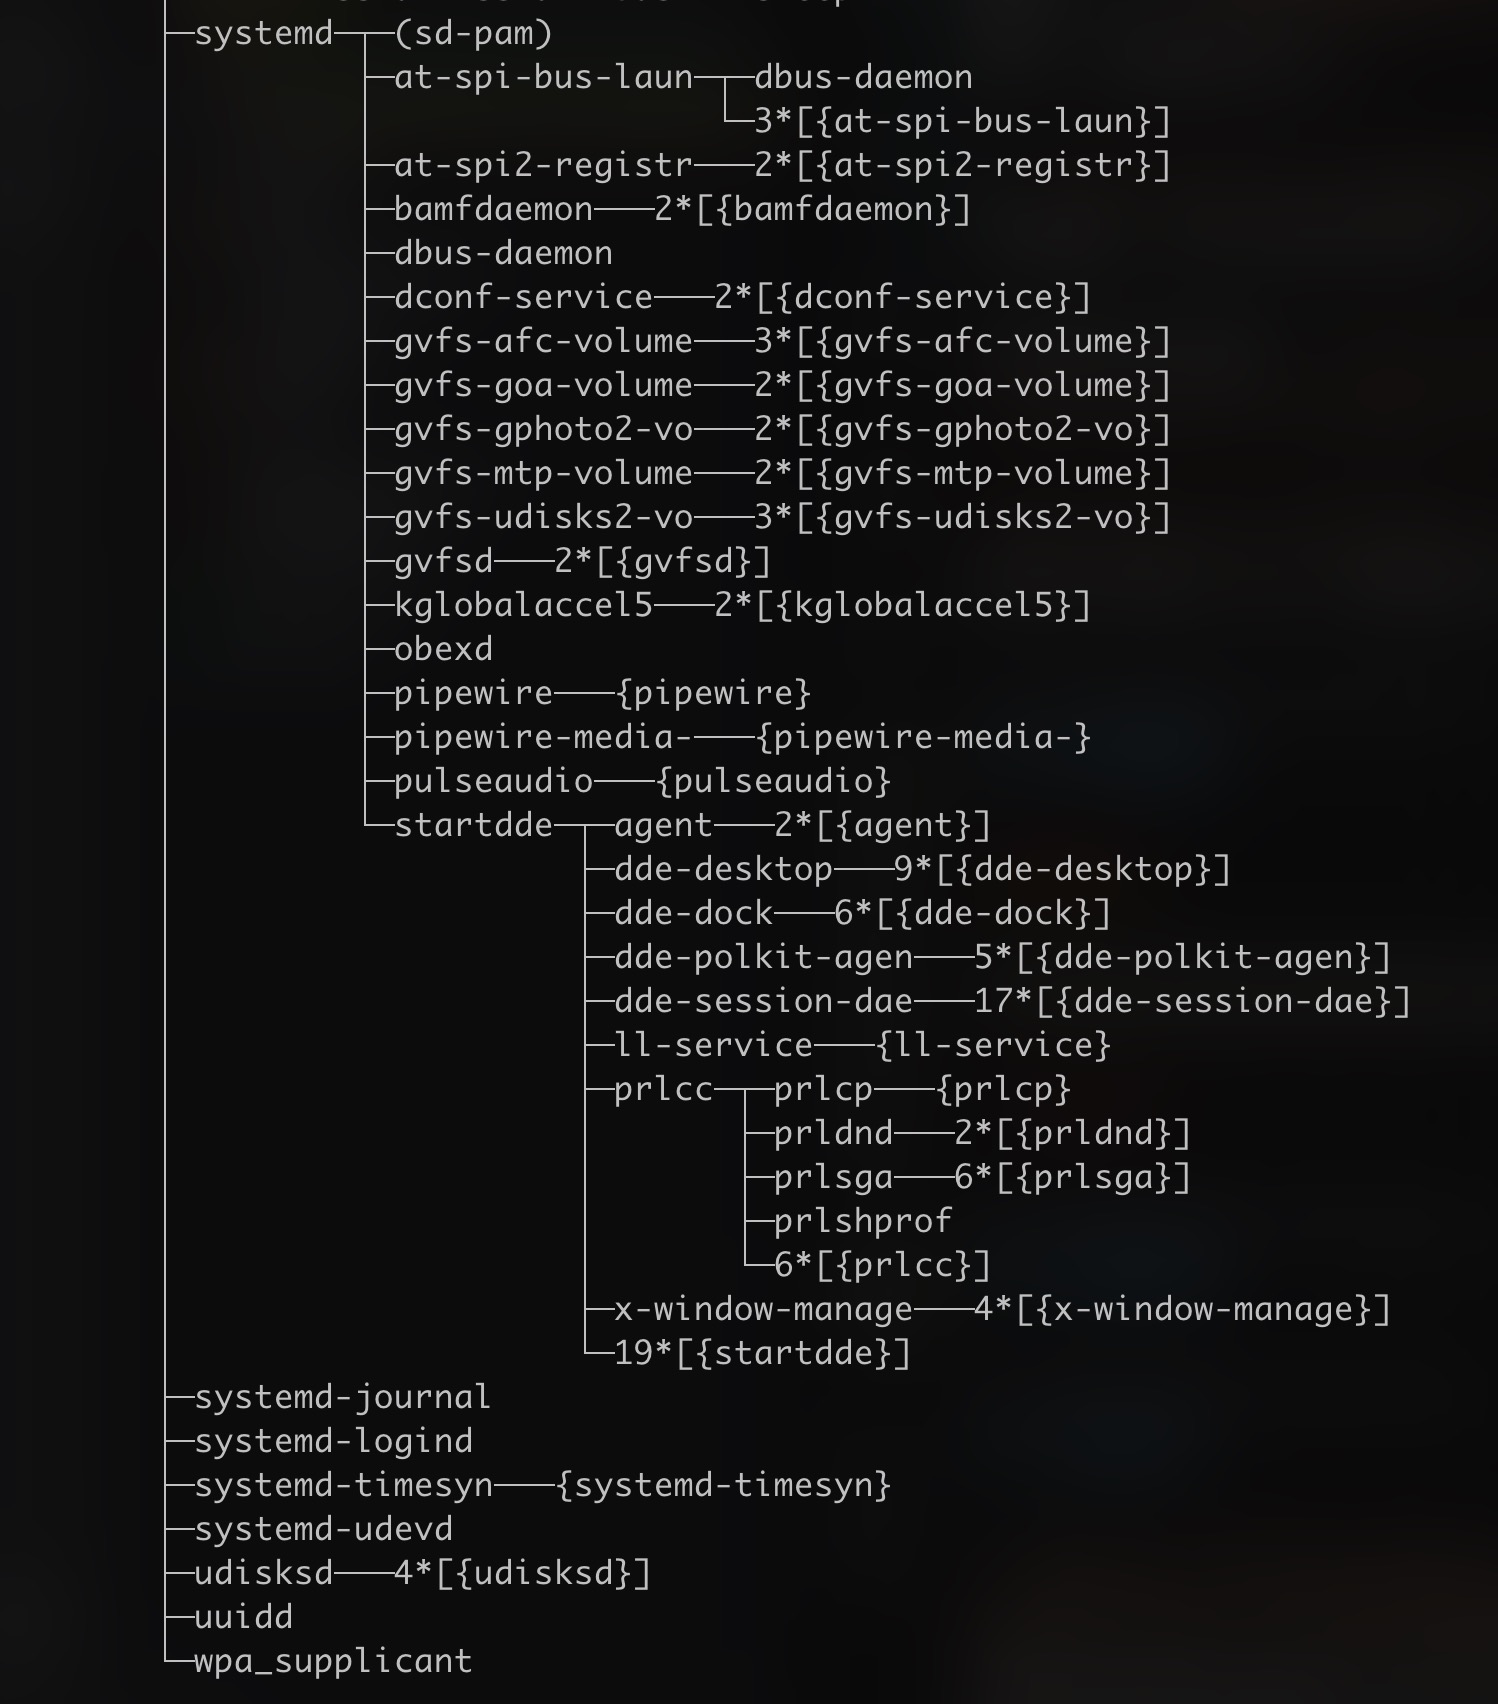 ├─systemd─┬─(sd-pam)
│         ├─at-spi-bus-laun─┬─dbus-daemon
│         │                 └─3*[{at-spi-bus-laun}]
│         ├─at-spi2-registr───2*[{at-spi2-registr}]
│         ├─bamfdaemon───2*[{bamfdaemon}]
│         ├─dbus-daemon
│         ├─dconf-service───2*[{dconf-service}]
│         ├─gvfs-afc-volume───3*[{gvfs-afc-volume}]
│         ├─gvfs-goa-volume───2*[{gvfs-goa-volume}]
│         ├─gvfs-gphoto2-vo───2*[{gvfs-gphoto2-vo}]
│         ├─gvfs-mtp-volume───2*[{gvfs-mtp-volume}]
│         ├─gvfs-udisks2-vo───3*[{gvfs-udisks2-vo}]
│         ├─gvfsd───2*[{gvfsd}]
│         ├─kglobalaccel5───2*[{kglobalaccel5}]
│         ├─obexd
│         ├─pipewire───{pipewire}
│         ├─pipewire-media-───{pipewire-media-}
│         ├─pulseaudio───{pulseaudio}
│         └─startdde─┬─agent───2*[{agent}]
│                    ├─dde-desktop───9*[{dde-desktop}]
│                    ├─dde-dock───6*[{dde-dock}]
│                    ├─dde-polkit-agen───5*[{dde-polkit-agen}]
│                    ├─dde-session-dae───17*[{dde-session-dae}]
│                    ├─ll-service───{ll-service}
│                    ├─prlcc─┬─prlcp───{prlcp}
│                    │       ├─prldnd───2*[{prldnd}]
│                    │       ├─prlsga───6*[{prlsga}]
│                    │       ├─prlshprof
│                    │       └─6*[{prlcc}]
│                    ├─x-window-manage───4*[{x-window-manage}]
│                    └─19*[{startdde}]
├─systemd-journal
├─systemd-logind
├─systemd-timesyn───{systemd-timesyn}
├─systemd-udevd
├─udisksd───4*[{udisksd}]
├─uuidd
└─wpa_supplicant